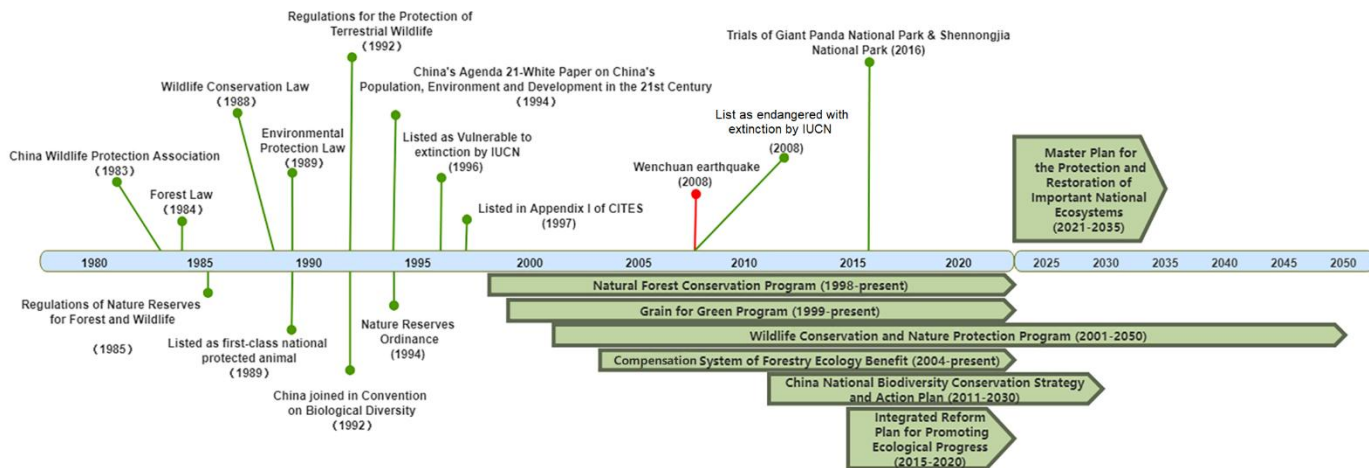 Regulations for the Protection of
Terrestrial Wildlife
(1992)
Trials of Giant Panda National Park & Shennongjia
National Park (2016)
China's Agenda 21-White Paper on China's
Population, Environment and Development in the 21st Century
(1994)
Wildlife Conservation Law
(1988)
List as endangered with
extinction by IUCN
(2008)
Environmental
Protection Law
(1989)
Listed as Vulnerable to
extinction by IUCN
(1996)
China Wildlife Protection Association
(1983)
Wenchuan earthquake
(2008)
Master Plan for
the Protection and
Restoration of
Important National
Ecosystems
(2021-2035)
Forest Law
(1984)
Listed in Appendix I of CITES
(1997)
1980 1985 1990 1995 2000 2005 2010 2015 2020 2025 2030 2035 2040 2045 2050
Natural Forest Conservation Program (1998-present)
Regulations of Nature Reserves
for Forest and Wildlife
(1985)
Grain for Green Program (1999-present)
Listed as first-class national
protected animal
(1989)
Nature Reserves
Ordinance
(1994)
Wildlife Conservation and Nature Protection Program (2001-2050)
Compensation System of Forestry Ecology Benefit (2004-present)
China National Biodiversity Conservation Strategy
and Action Plan (2011-2030)
China joined in Convention
on Biological Diversity
(1992)
Integrated Reform
Plan for Promoting
Ecological Progress
(2015-2020)